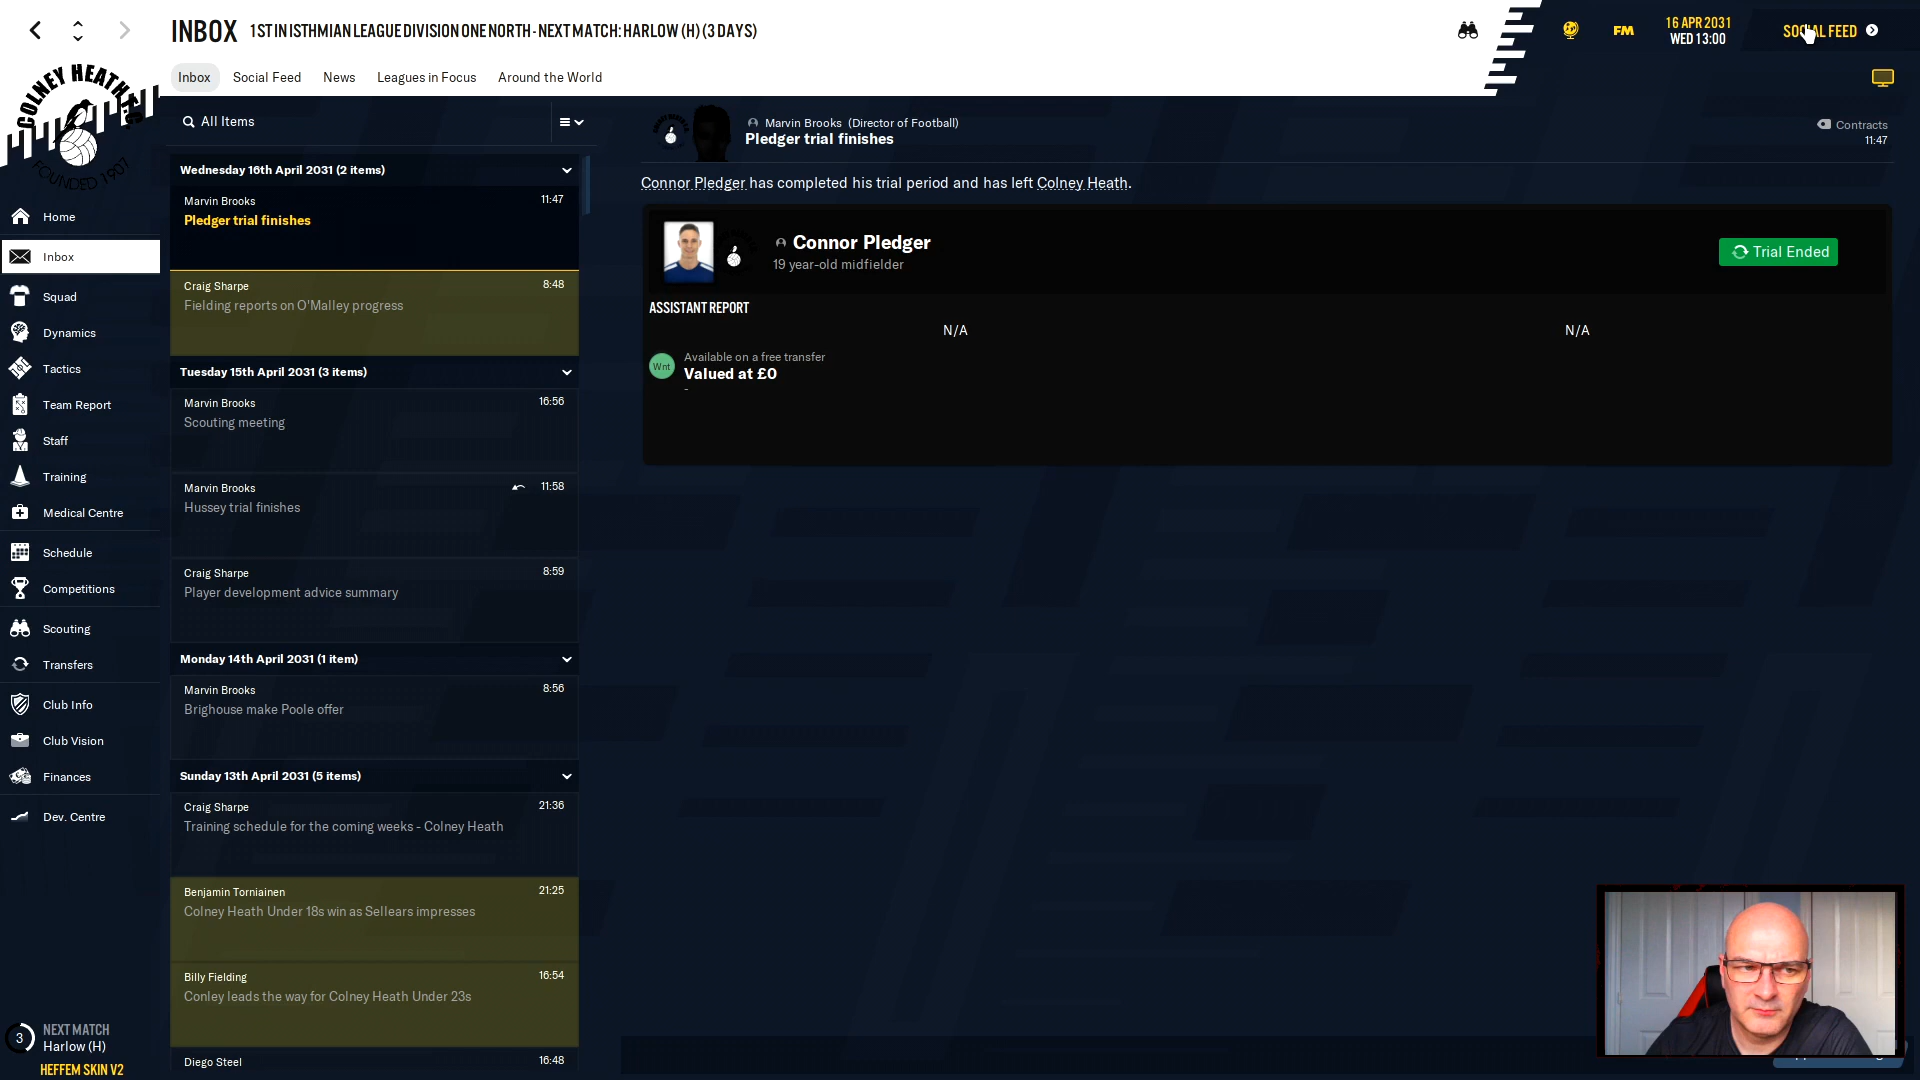 INBOX
1ST IN ISTHMIAN LEAGUE DIVISION ONE NORTH - NEXT MATCH: HARLOW (H) (3 DAYS)
FM
16 APR 2031
WED 13:00
SOCIAL FEED
Inbox
Social Feed
News
Leagues in Focus
Around the World
COLNEY HEATH
FOUNDED 1907
Home
Inbox
Squad
Dynamics
Tactics
Team Report
Staff
Training
Medical Centre
Schedule
Competitions
Scouting
Transfers
Club Info
Club Vision
Finances
Dev. Centre
3
NEXT MATCH
Harlow (H)
HEFFEM SKIN V2
All Items
Wednesday 16th April 2031 (2 items)
Marvin Brooks
11:47
Pledger trial finishes
Craig Sharpe
8:48
Fielding reports on O'Malley progress
Tuesday 15th April 2031 (3 items)
Marvin Brooks
16:56
Scouting meeting
Marvin Brooks
11:58
Hussey trial finishes
Craig Sharpe
8:59
Player development advice summary
Monday 14th April 2031 (1 item)
Marvin Brooks
8:56
Brighouse make Poole offer
Sunday 13th April 2031 (5 items)
Craig Sharpe
21:36
Training schedule for the coming weeks - Colney Heath
Benjamin Torniainen
21:25
Colney Heath Under 18s win as Sellears impresses
Billy Fielding
16:54
Conley leads the way for Colney Heath Under 23s
Diego Steel
16:48
Marvin Brooks (Director of Football)
Pledger trial finishes
Contracts
11:47
Connor Pledger has completed his trial period and has left Colney Heath.
Connor Pledger
19 year-old midfielder
Trial Ended
ASSISTANT REPORT
N/A
N/A
Wnt
Available on a free transfer
Valued at £0
-